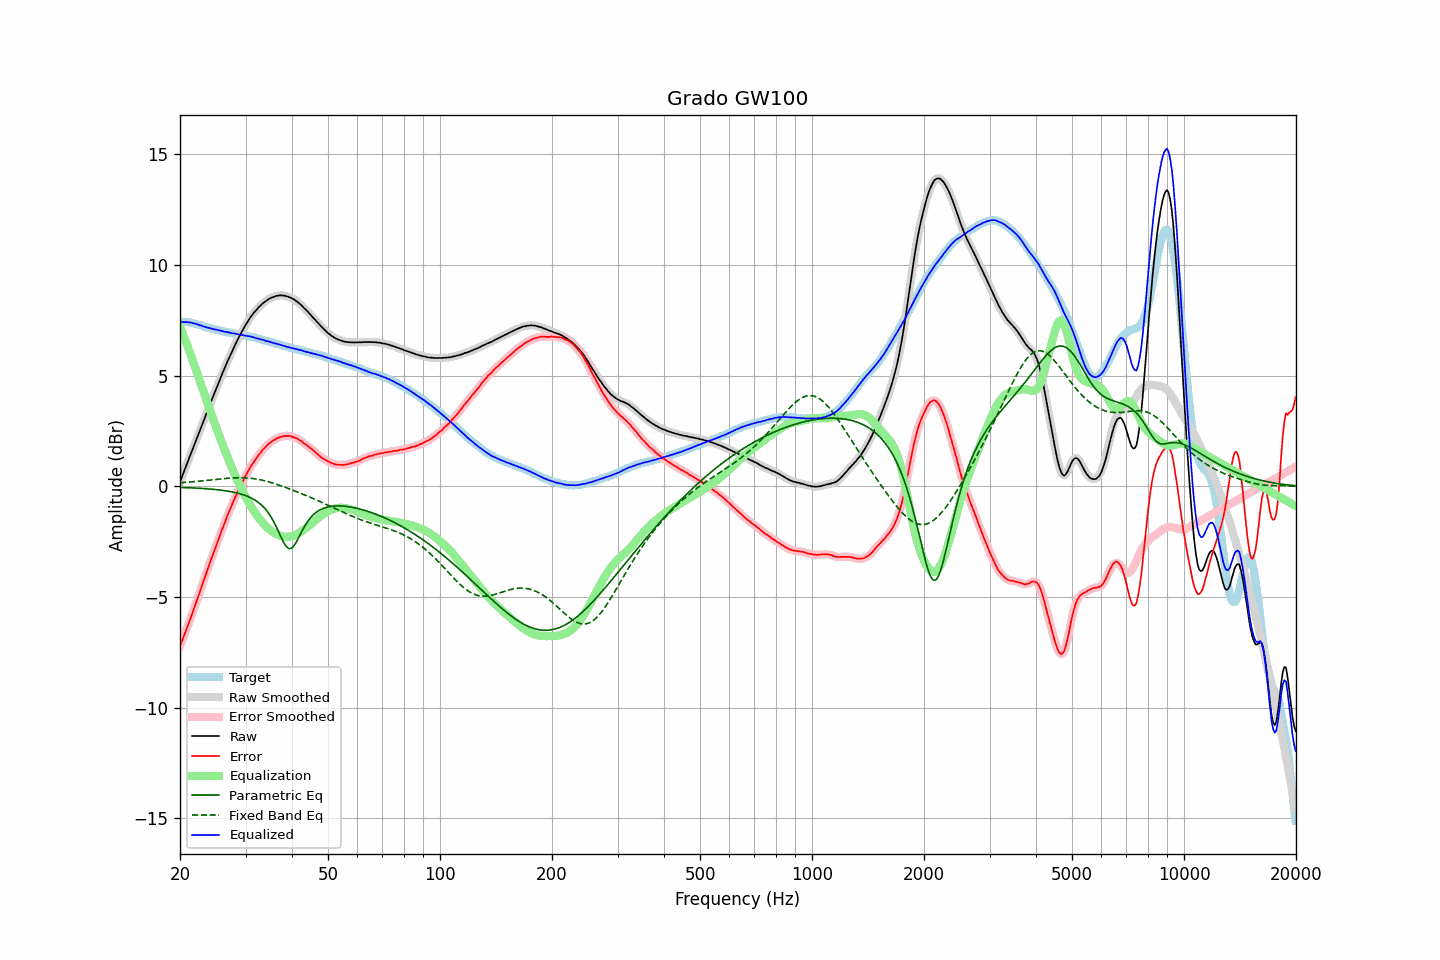 Grado GW100
Amplitude (dBr)
15
10
5
0
−5
−10
−15
Target
Raw Smoothed
Error Smoothed
Raw
Error
Equalization
Parametric Eq
Fixed Band Eq
Equalized
20 50 100 200 500 1000 2000 5000 10000 20000
Frequency (Hz)